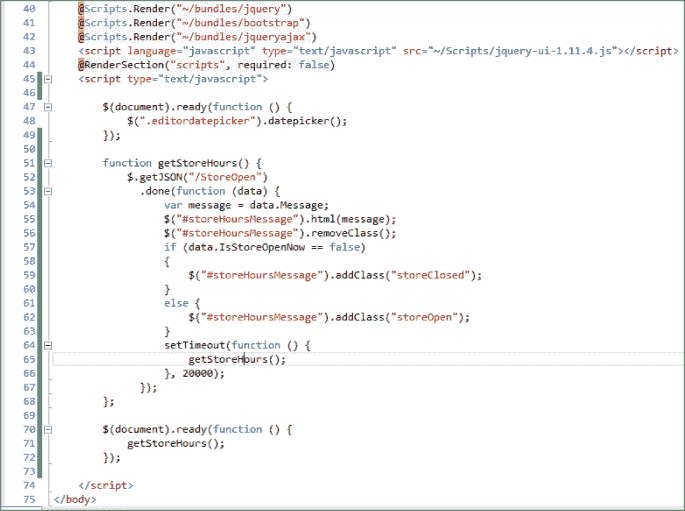 40 @Scripts.Render("~/bundles/jquery")
41 @Scripts.Render("~/bundles/bootstrap")
42 @Scripts.Render("~/bundles/jqueryajax")
43 <script language="javascript" type="text/javascript" src="~/Scripts/jquery-ui-1.11.4.js"></script>
44 @RenderSection("scripts", required: false)
45 <script type="text/javascript">
46
47 $(document).ready(function () {
48 $(".editordatepicker").datepicker();
49 });
50
51 function getStoreHours() {
52 $.getJSON("/StoreOpen")
53 .done(function (data) {
54 var message = data.Message;
55 $("#storeHoursMessage").html(message);
56 $("#storeHoursMessage").removeClass();
57 if (data.IsStoreOpenNow == false)
58 {
59 $("#storeHoursMessage").addClass("storeClosed");
60 }
61 else {
62 $("#storeHoursMessage").addClass("storeOpen");
63 }
64 setTimeout(function () {
65 getStoreHours();
66 }, 20000);
67 });
68 };
69
70 $(document).ready(function () {
71 getStoreHours();
72 });
73
74 </script>
75 </body>